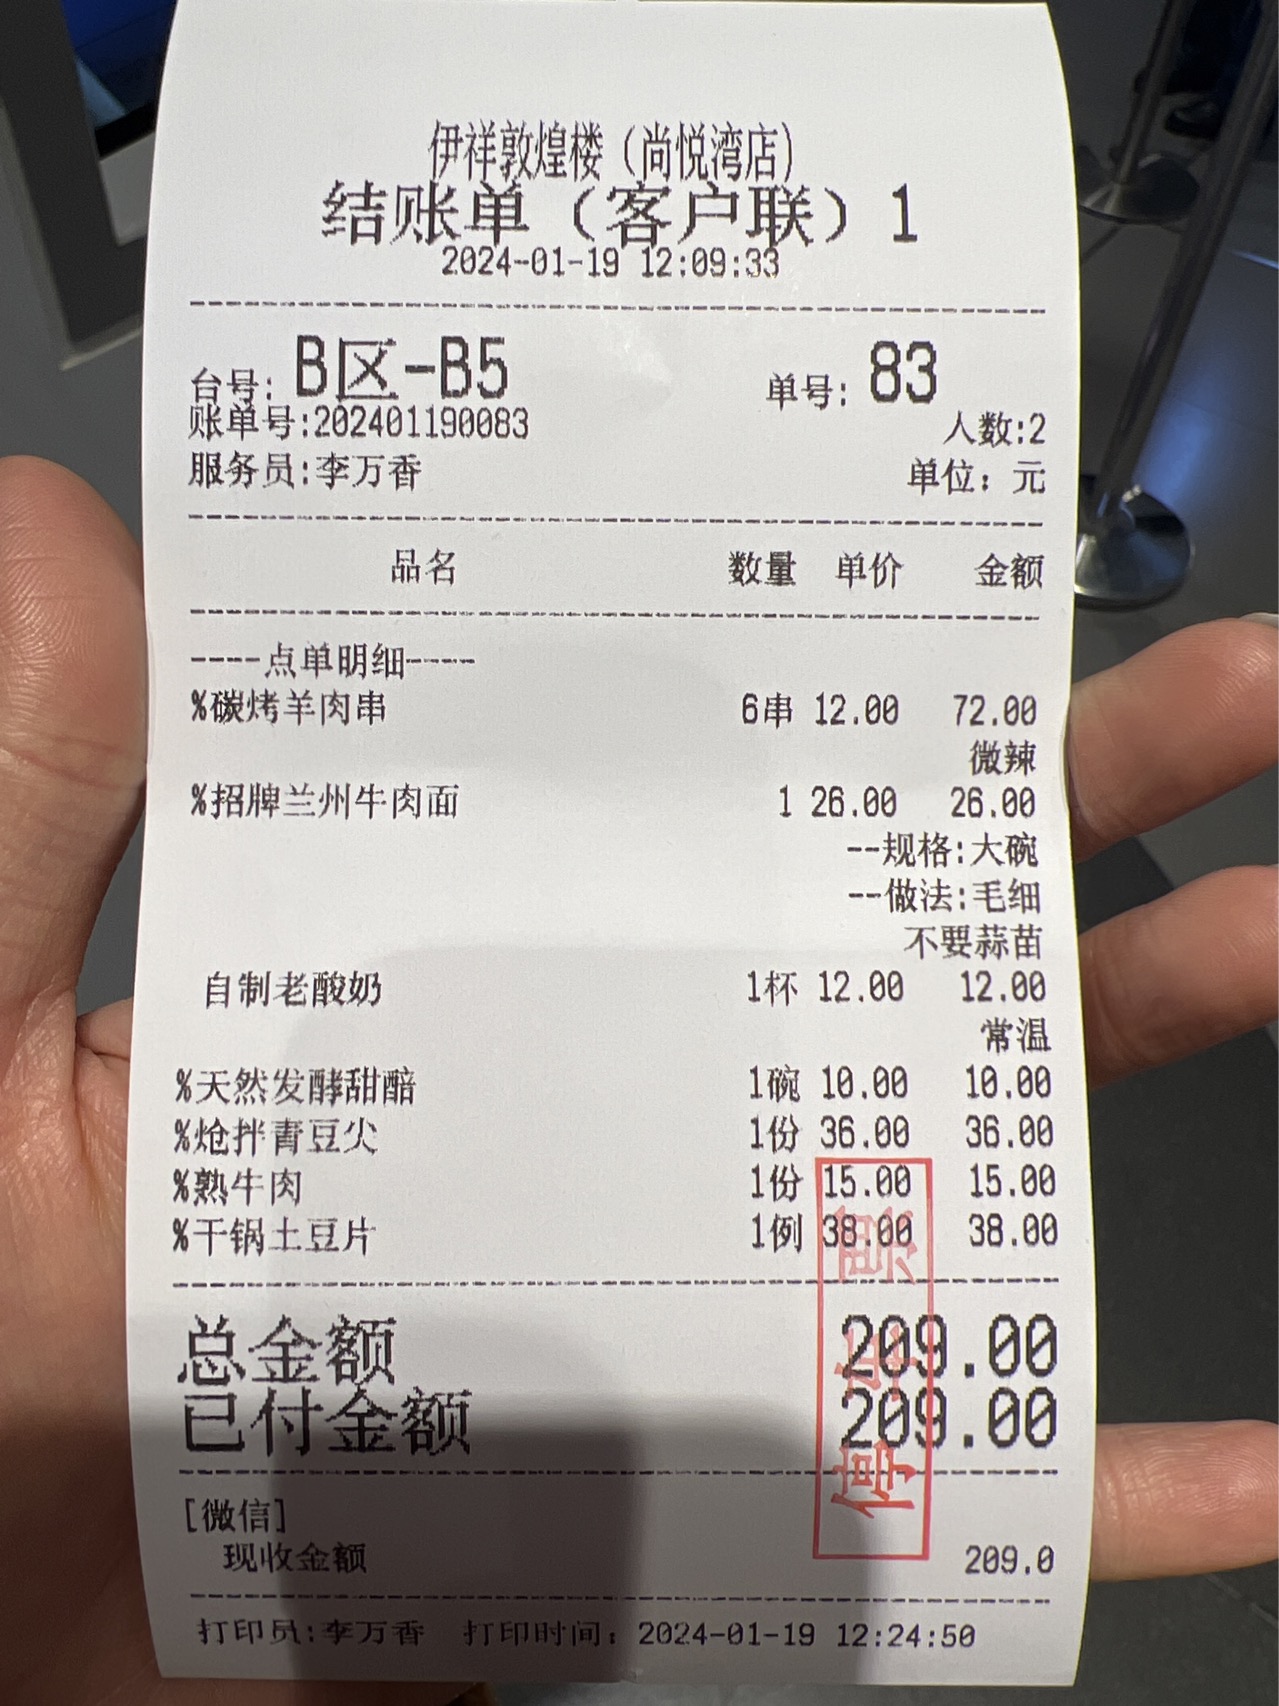 伊祥敦煌楼（尚悦湾店）
结账单（客户联）1
2024-01-19 12:09:33
台号: B区-B5 单号: 83
账单号:202401190083 人数:2
服务员:李万香 单位：元
品名 数量 单价 金额
----点单明细----
%碳烤羊肉串 6串 12.00 72.00
微辣
%招牌兰州牛肉面 1 26.00 26.00
--规格:大碗
--做法:毛细
不要蒜苗
自制老酸奶 1杯 12.00 12.00
常温
%天然发酵甜醅 1碗 10.00 10.00
%炝拌青豆尖 1份 36.00 36.00
%熟牛肉 1份 15.00 15.00
%干锅土豆片 1例 38.00 38.00
总金额 209.00
已付金额 209.00
[微信]
现收金额 209.0
打印员:李万香 打印时间：2024-01-19 12:24:50
停车票